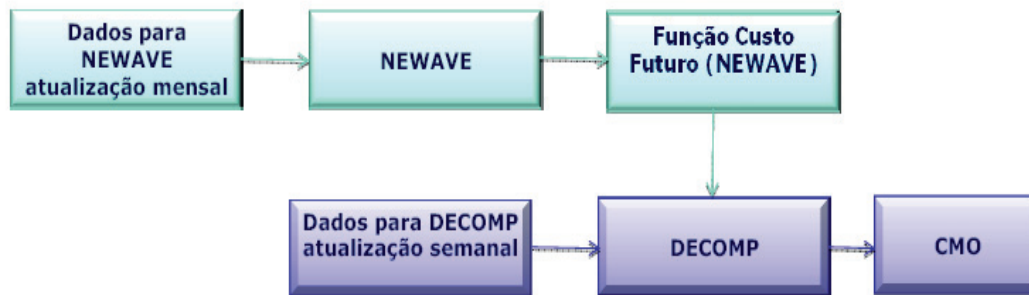 Dados para
NEWAVE
atualização mensal
NEWAVE
Função Custo
Futuro (NEWAVE)
Dados para DECOMP
atualização semanal
DECOMP
CMO